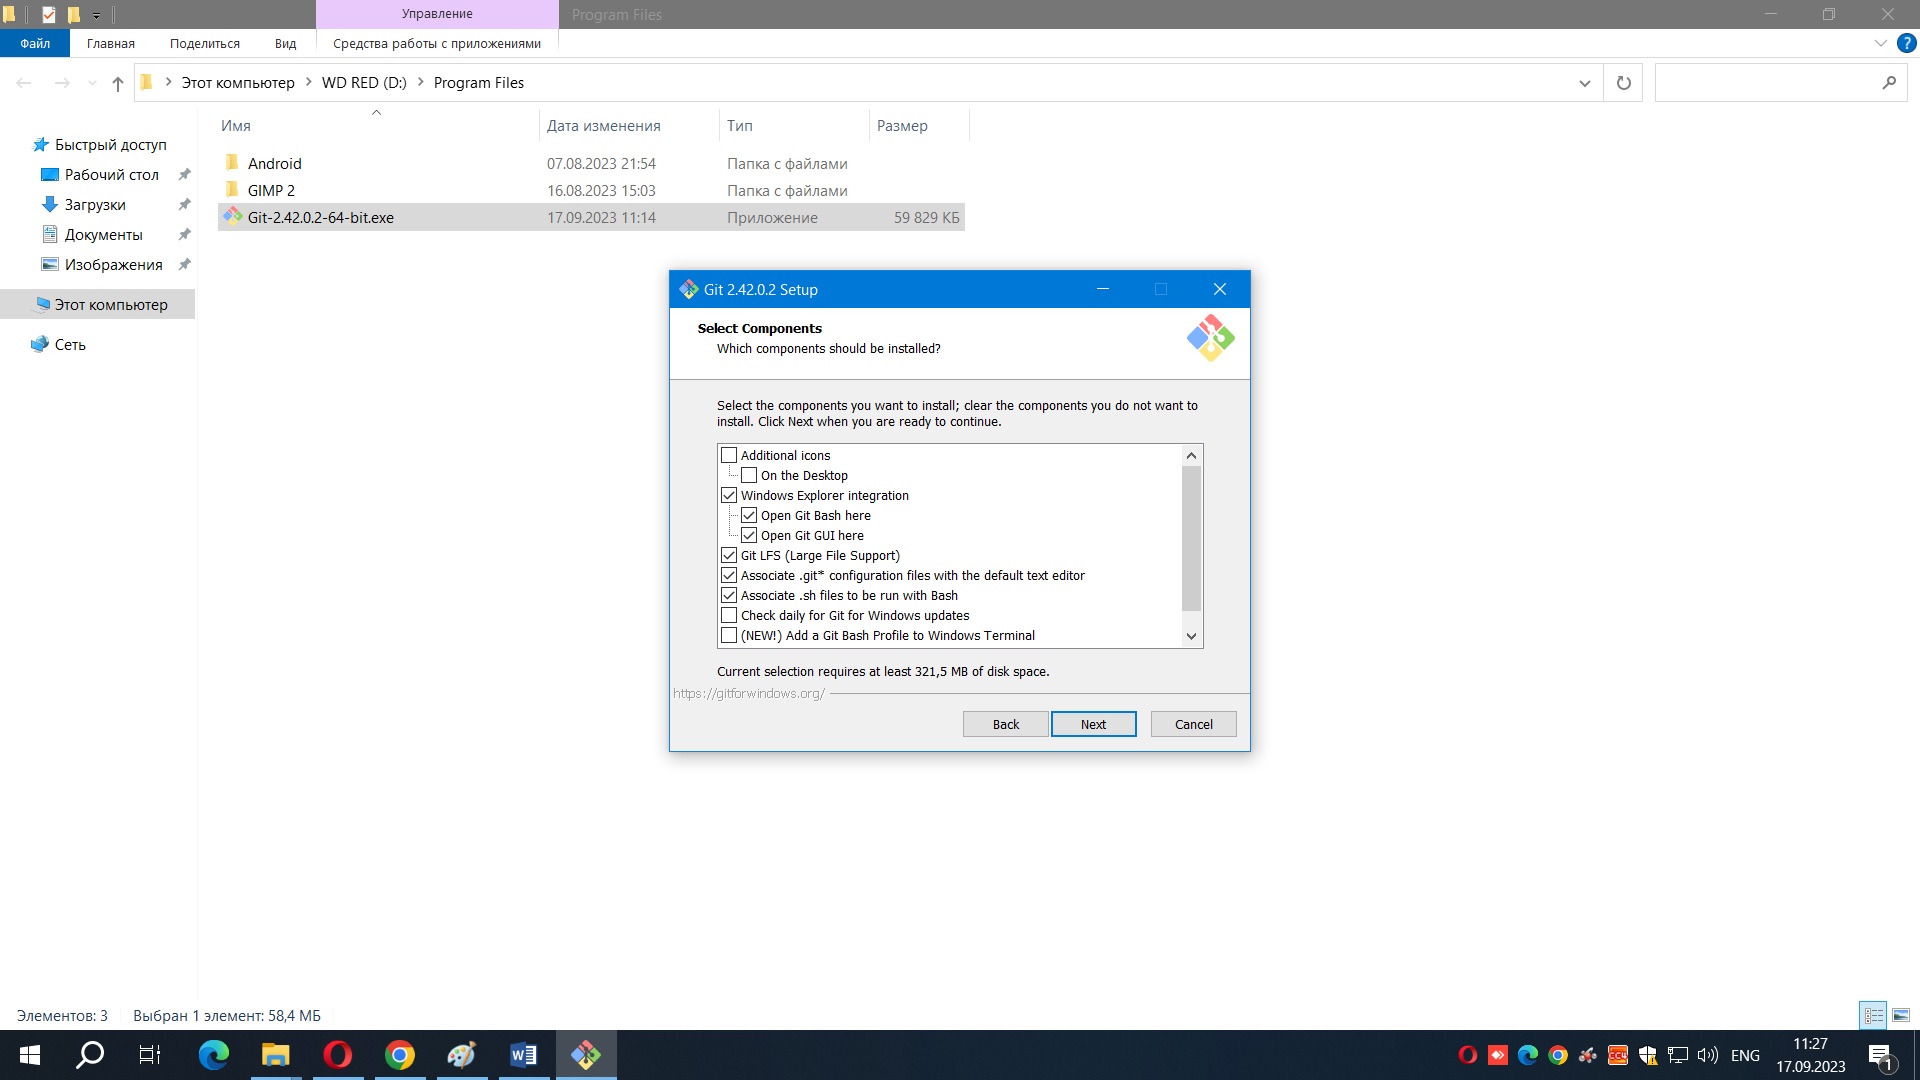 Управление
Program Files
Файл
Главная
Поделиться
Вид
Средства работы с приложениями
?
Этот компьютер
WD RED (D:)
Program Files
Имя
Дата изменения
Тип
Размер
Быстрый доступ
Рабочий стол
Загрузки
Документы
Изображения
Этот компьютер
Сеть
Android 07.08.2023 21:54 Папка с файлами
GIMP 2 16.08.2023 15:03 Папка с файлами
Git-2.42.0.2-64-bit.exe 17.09.2023 11:14 Приложение 59 829 КБ
Git 2.42.0.2 Setup
Select Components
Which components should be installed?
Select the components you want to install; clear the components you do not want to
install. Click Next when you are ready to continue.
Additional icons
On the Desktop
Windows Explorer integration
Open Git Bash here
Open Git GUI here
Git LFS (Large File Support)
Associate .git* configuration files with the default text editor
Associate .sh files to be run with Bash
Check daily for Git for Windows updates
(NEW!) Add a Git Bash Profile to Windows Terminal
Current selection requires at least 321,5 MB of disk space.
https://gitforwindows.org/
Back
Next
Cancel
Элементов: 3
Выбран 1 элемент: 58,4 МБ
ENG
11:27
17.09.2023
1